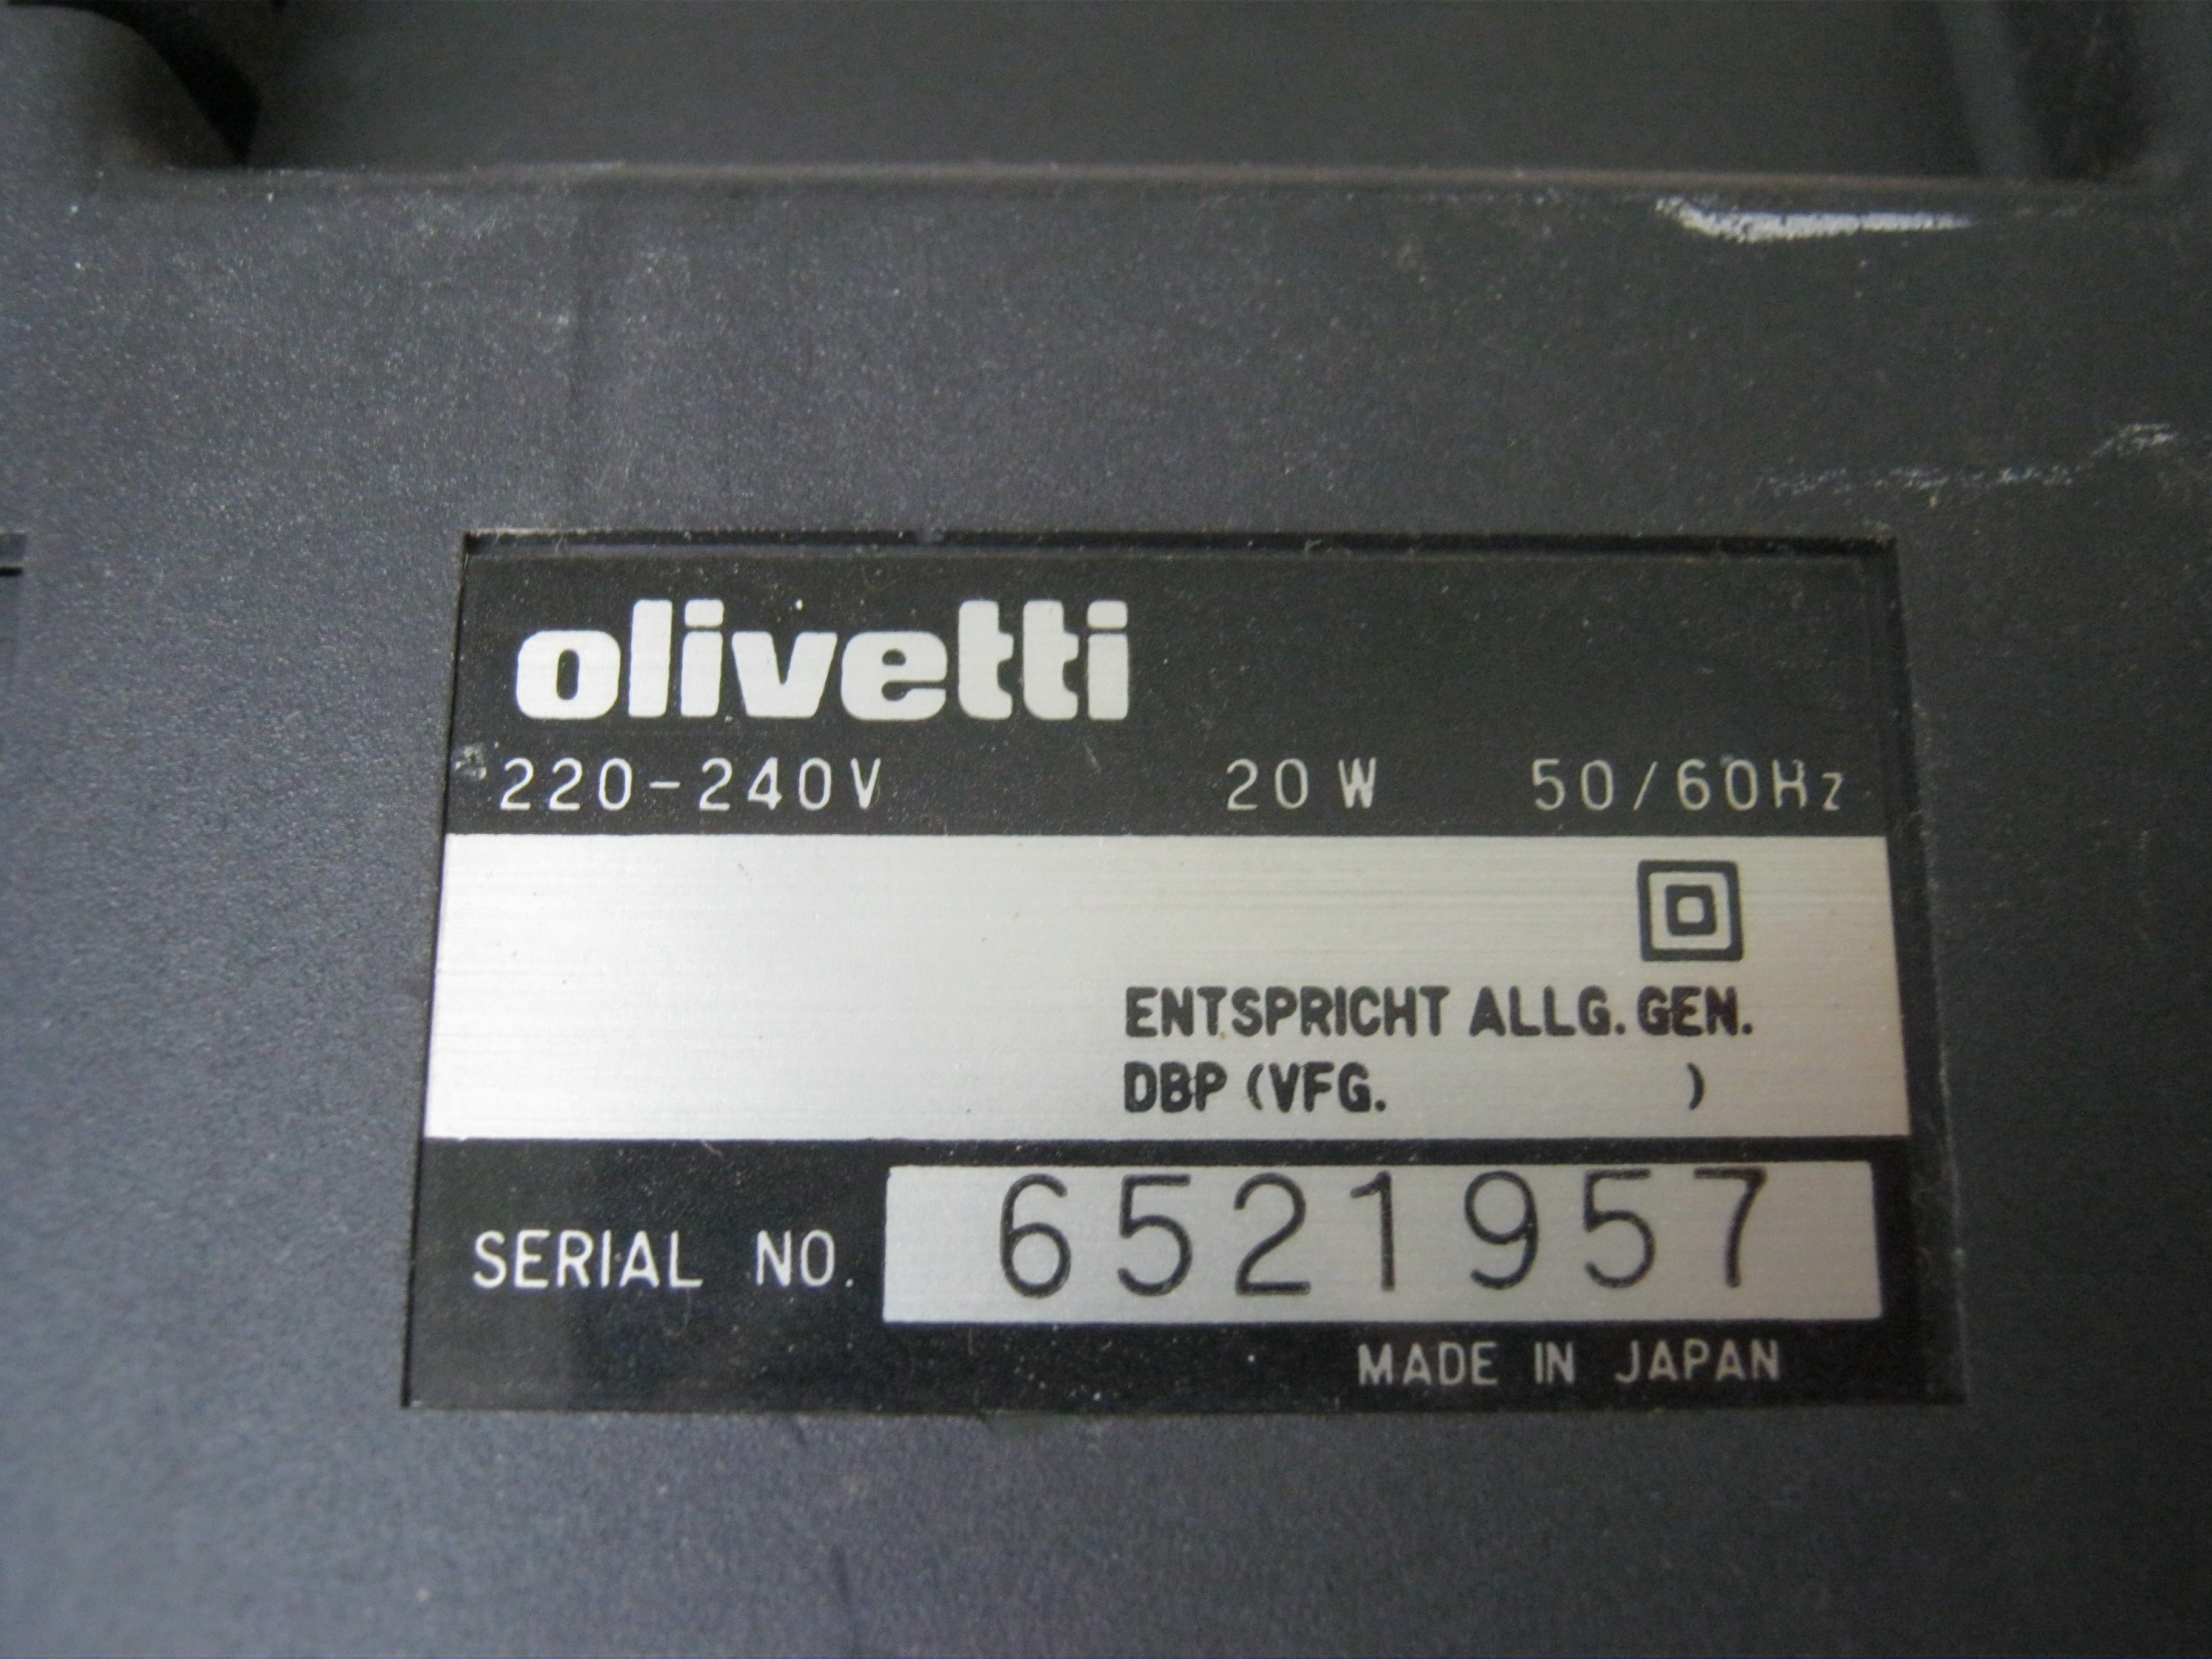 olivetti
220-240V 20 W 50/60Hz
ENTSPRICHT ALLG. GEN.
DBP (VFG. )
SERIAL NO. 6521957
MADE IN JAPAN